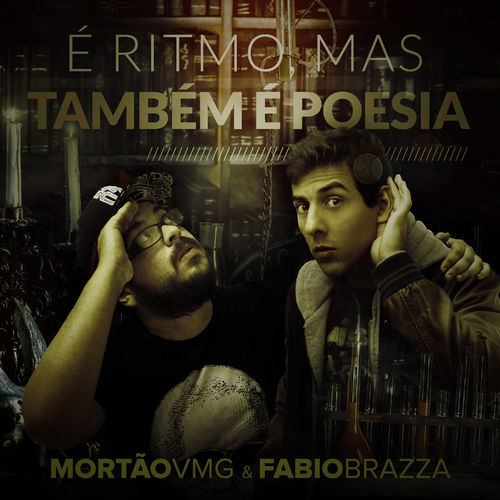 É RITMO, MAS
TAMBÉM É POESIA
MORTÃOVMG & FABIOBRAZZA